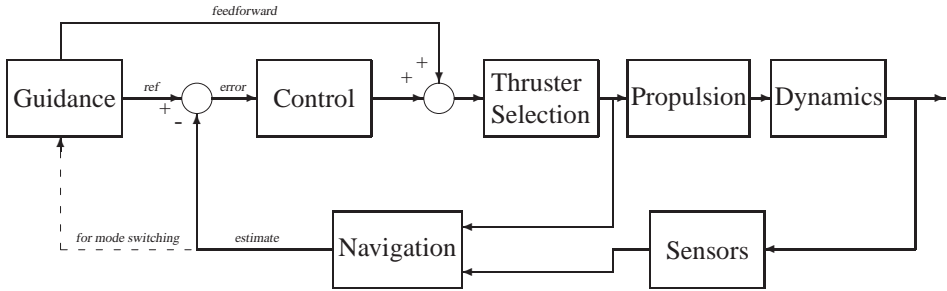 feedforward
Guidance
ref
+
-
error
Control
+
+
Thruster
Selection
Propulsion
Dynamics
for mode switching
estimate
Navigation
Sensors